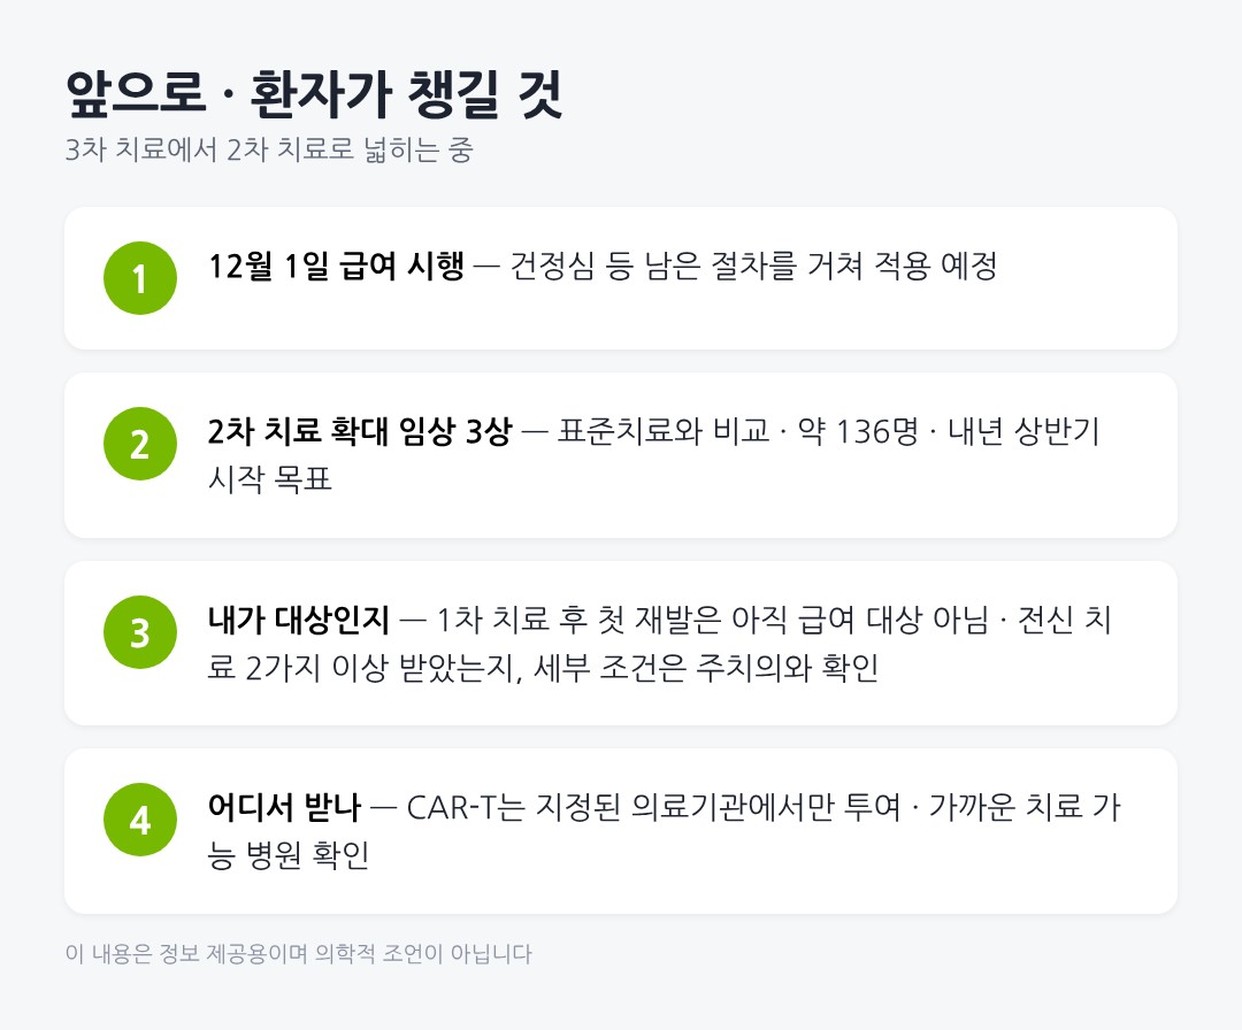 앞으로 · 환자가 챙길 것
3차 치료에서 2차 치료로 넓히는 중
1
12월 1일 급여 시행 — 건정심 등 남은 절차를 거쳐 적용 예정
2
2차 치료 확대 임상 3상 — 표준치료와 비교 · 약 136명 · 내년 상반기
시작 목표
3
내가 대상인지 — 1차 치료 후 첫 재발은 아직 급여 대상 아님 · 전신 치
료 2가지 이상 받았는지, 세부 조건은 주치의와 확인
4
어디서 받나 — CAR-T는 지정된 의료기관에서만 투여 · 가까운 치료 가
능 병원 확인
이 내용은 정보 제공용이며 의학적 조언이 아닙니다